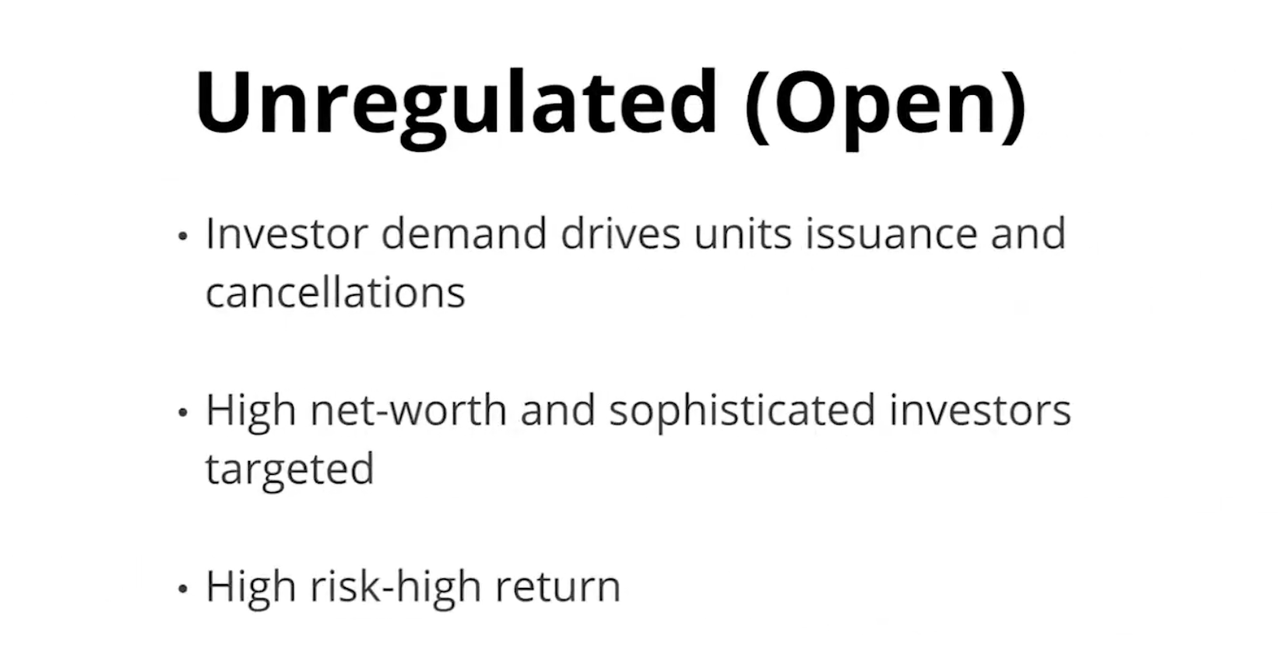 Unregulated (Open)
• Investor demand drives units issuance and
cancellations
• High net-worth and sophisticated investors
targeted
• High risk-high return